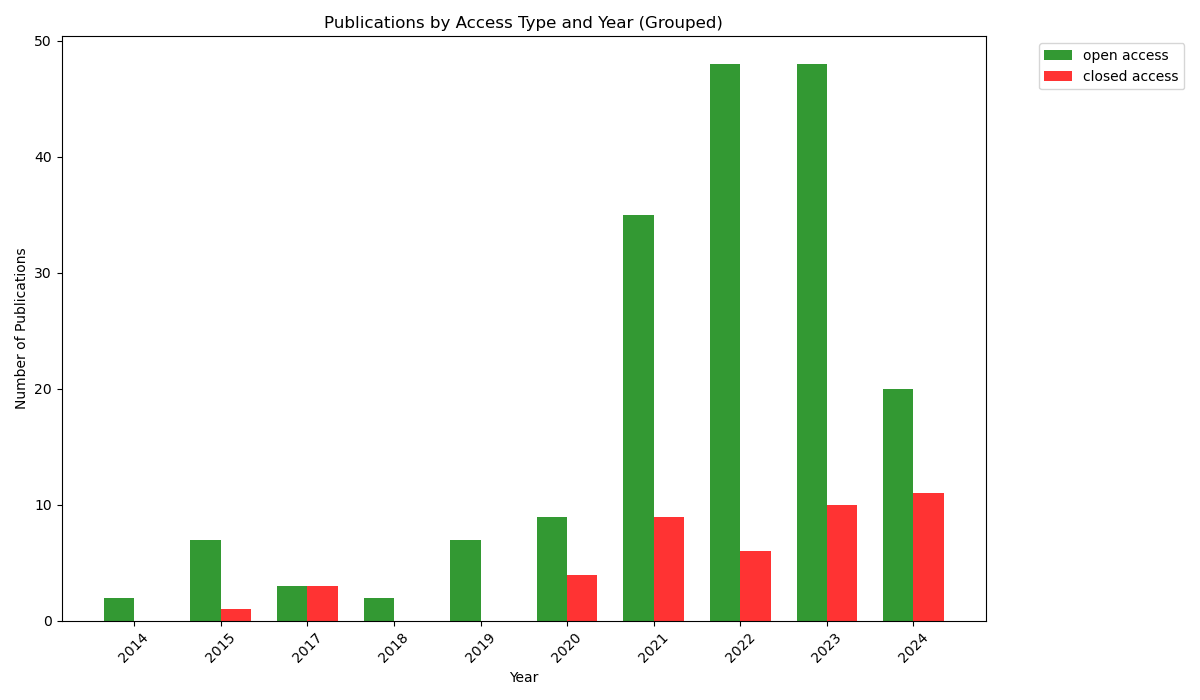 Publications by Access Type and Year (Grouped)
open access
closed access
Number of Publications
50
40
30
20
10
0
2014 2015 2017 2018 2019 2020 2021 2022 2023 2024
Year